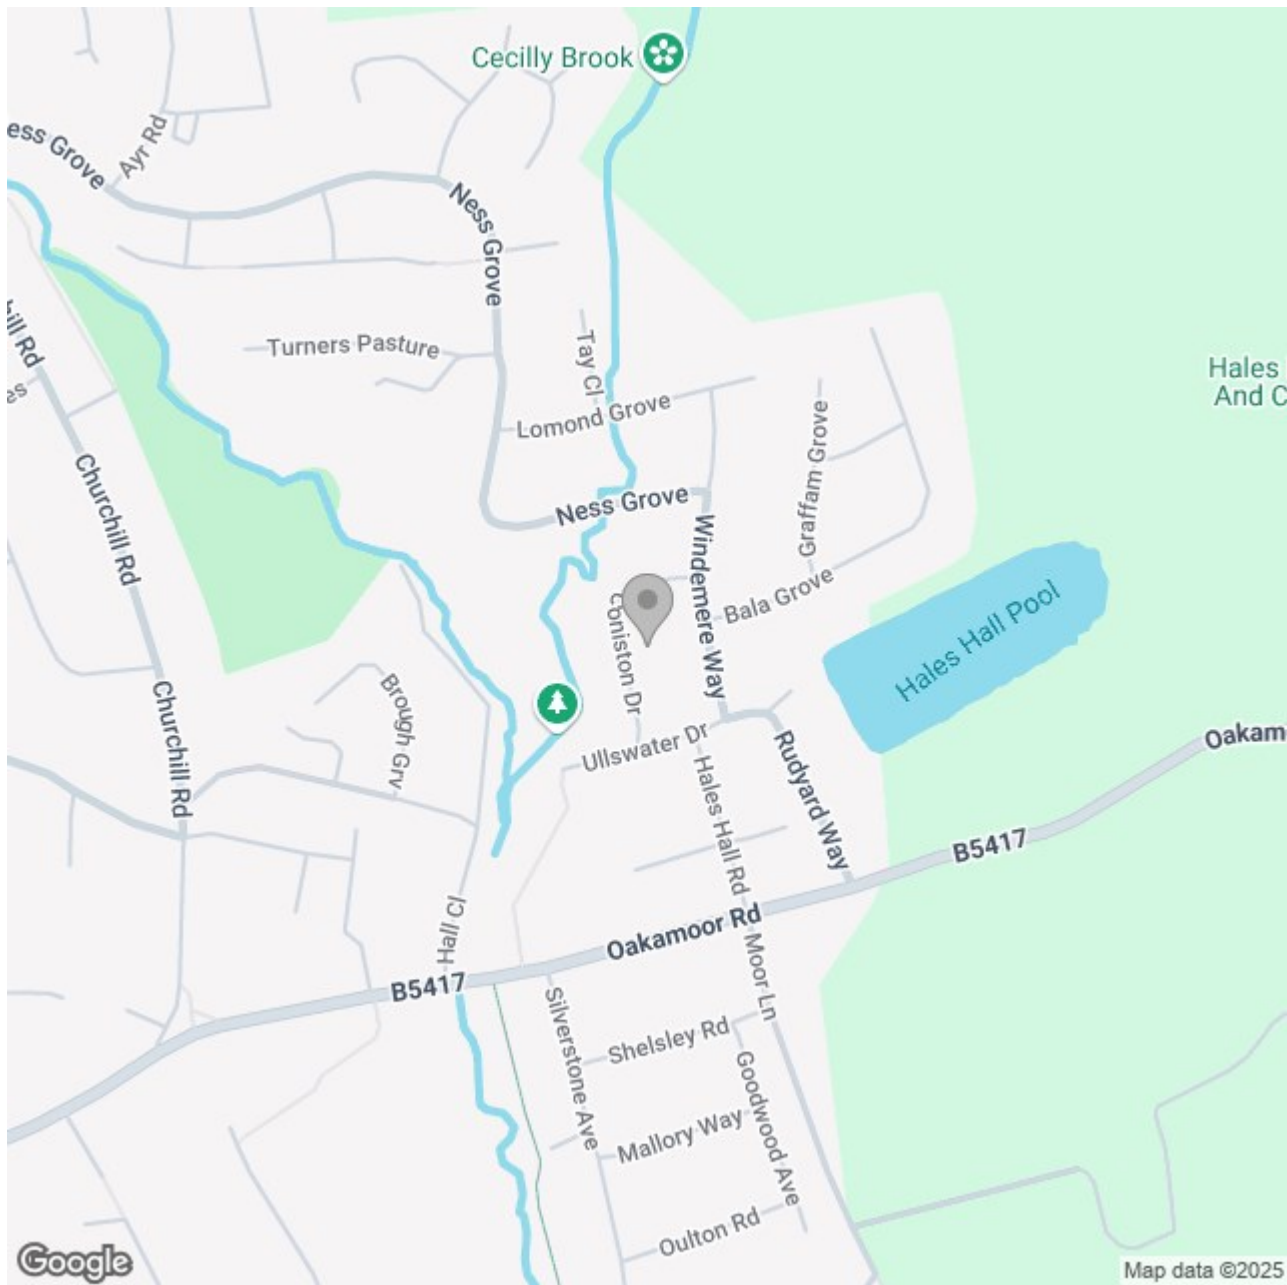 Cecilly Brook
ess Grove
Ayr Rd
Ness Grove
hill Rd
es
Turners Pasture
Tay Cl
Lomond Grove
Hales
And C
Graffam Grove
Churchill Rd
Ness Grove
Windemere Way
Bala Grove
Coniston Dr
Hales Hall Pool
Brough Grv
Churchill Rd
Ullswater Dr
Rudyard Way
Oakam
Hales Hall Rd
B5417
Hall Cl
Oakamoor Rd
Moor Ln
B5417
Silverstone Ave
Shelsley Rd
Goodwood Ave
Mallory Way
Oulton Rd
Google
Map data ©2025